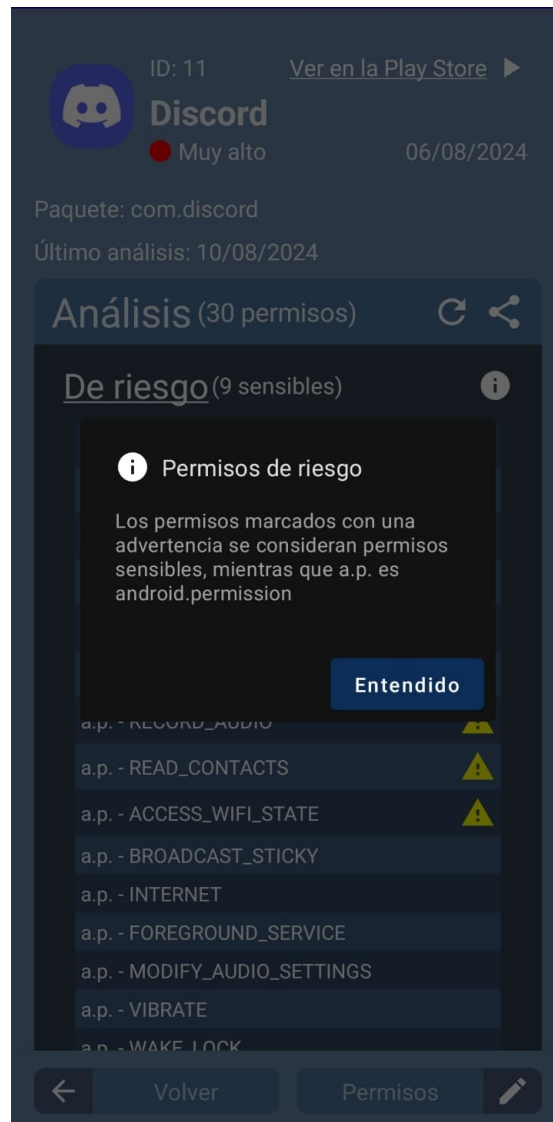 ID: 11
Ver en la Play Store
Discord
Muy alto
06/08/2024
Paquete: com.discord
Último análisis: 10/08/2024
Análisis (30 permisos)
De riesgo (9 sensibles)
Permisos de riesgo
Los permisos marcados con una
advertencia se consideran permisos
sensibles, mientras que a.p. es
android.permission
Entendido
a.p. - RECORD_AUDIO
a.p. - READ_CONTACTS
a.p. - ACCESS_WIFI_STATE
a.p. - BROADCAST_STICKY
a.p. - INTERNET
a.p. - FOREGROUND_SERVICE
a.p. - MODIFY_AUDIO_SETTINGS
a.p. - VIBRATE
a.p. - WAKE_LOCK
Volver
Permisos